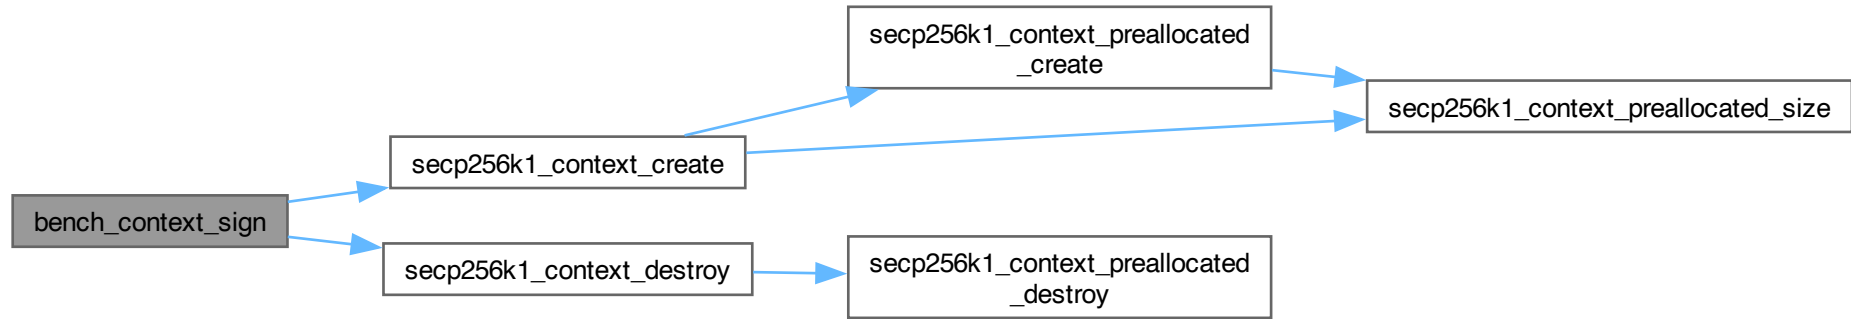 bench_context_sign
secp256k1_context_create
secp256k1_context_destroy
secp256k1_context_preallocated
_create
secp256k1_context_preallocated
_destroy
secp256k1_context_preallocated_size